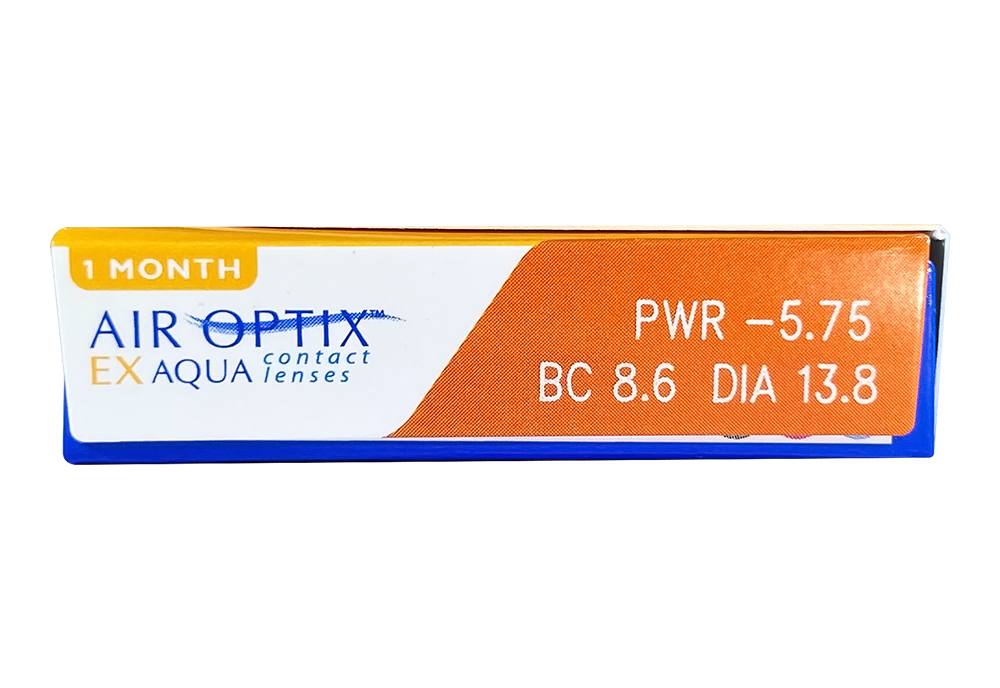 1 MONTH
AIR OPTIX™
EX AQUA contact lenses
PWR -5.75
BC 8.6 DIA 13.8